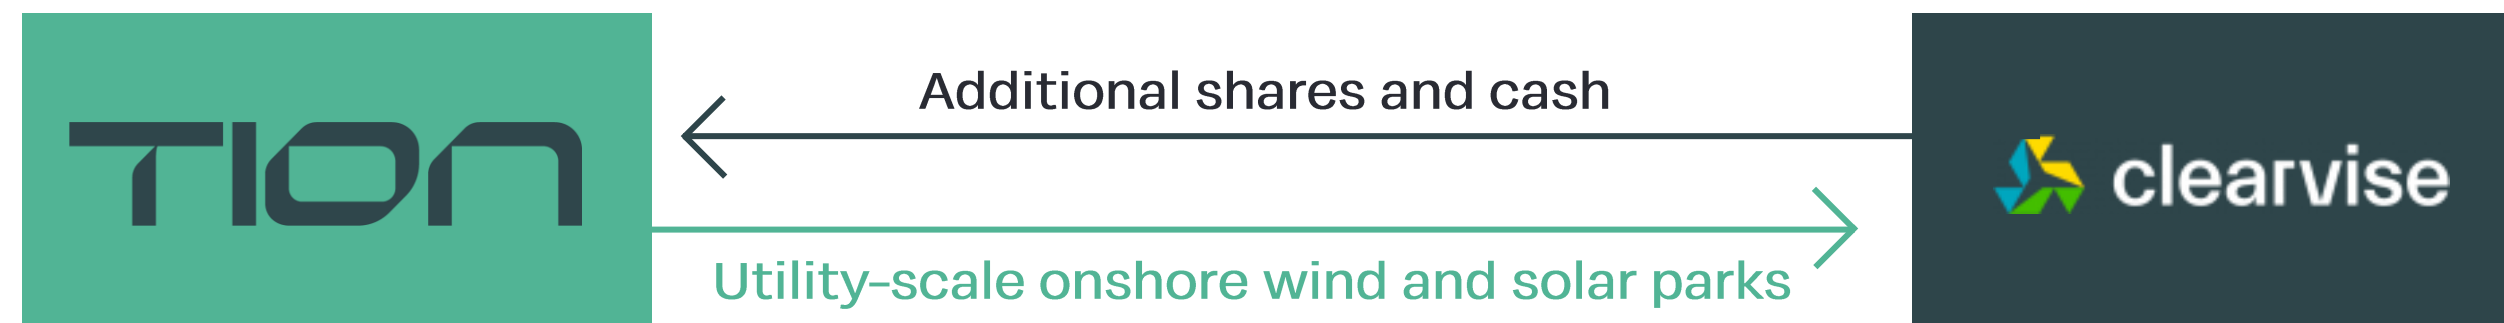 Additional shares and cash
TION
clearvise
Utility-scale onshore wind and solar parks